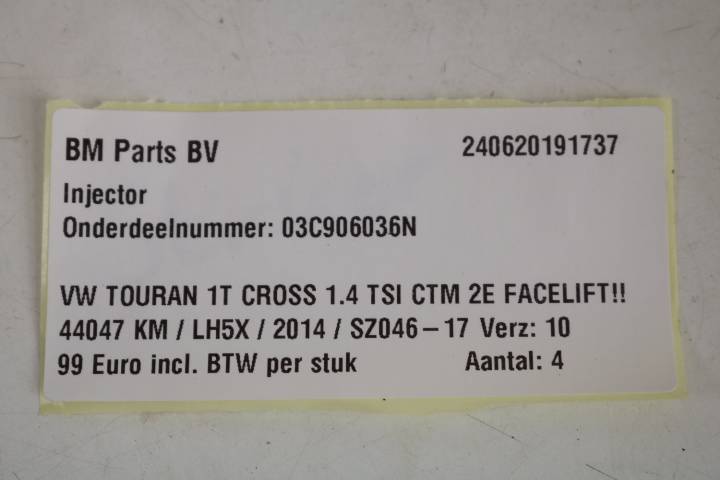 BM Parts BV 240620191737
Injector
Onderdeelnummer: 03C906036N
VW TOURAN 1T CROSS 1.4 TSI CTM 2E FACELIFT!!
44047 KM / LH5X / 2014 / SZ046-17 Verz: 10
99 Euro incl. BTW per stuk Aantal: 4